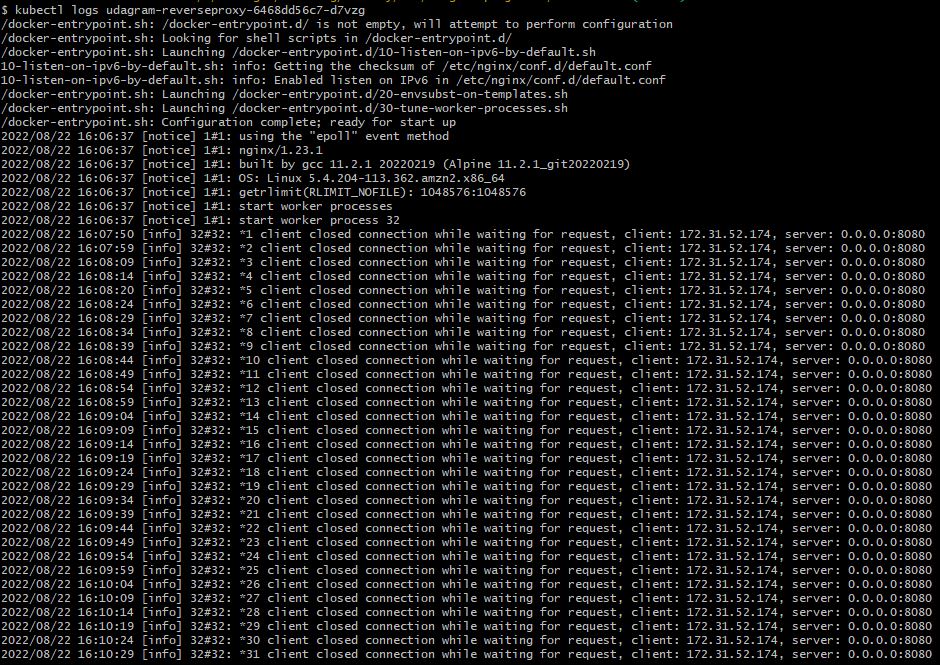 $ kubectl logs udagram-reverseproxy-6468dd56c7-d7vzg
/docker-entrypoint.sh: /docker-entrypoint.d/ is not empty, will attempt to perform configuration
/docker-entrypoint.sh: Looking for shell scripts in /docker-entrypoint.d/
/docker-entrypoint.sh: Launching /docker-entrypoint.d/10-listen-on-ipv6-by-default.sh
10-listen-on-ipv6-by-default.sh: info: Getting the checksum of /etc/nginx/conf.d/default.conf
10-listen-on-ipv6-by-default.sh: info: Enabled listen on IPv6 in /etc/nginx/conf.d/default.conf
/docker-entrypoint.sh: Launching /docker-entrypoint.d/20-envsubst-on-templates.sh
/docker-entrypoint.sh: Launching /docker-entrypoint.d/30-tune-worker-processes.sh
/docker-entrypoint.sh: Configuration complete; ready for start up
2022/08/22 16:06:37 [notice] 1#1: using the "epoll" event method
2022/08/22 16:06:37 [notice] 1#1: nginx/1.23.1
2022/08/22 16:06:37 [notice] 1#1: built by gcc 11.2.1 20220219 (Alpine 11.2.1_git20220219)
2022/08/22 16:06:37 [notice] 1#1: OS: Linux 5.4.204-113.362.amzn2.x86_64
2022/08/22 16:06:37 [notice] 1#1: getrlimit(RLIMIT_NOFILE): 1048576:1048576
2022/08/22 16:06:37 [notice] 1#1: start worker processes
2022/08/22 16:06:37 [notice] 1#1: start worker process 32
2022/08/22 16:07:50 [info] 32#32: *1 client closed connection while waiting for request, client: 172.31.52.174, server: 0.0.0.0:8080
2022/08/22 16:07:59 [info] 32#32: *2 client closed connection while waiting for request, client: 172.31.52.174, server: 0.0.0.0:8080
2022/08/22 16:08:09 [info] 32#32: *3 client closed connection while waiting for request, client: 172.31.52.174, server: 0.0.0.0:8080
2022/08/22 16:08:14 [info] 32#32: *4 client closed connection while waiting for request, client: 172.31.52.174, server: 0.0.0.0:8080
2022/08/22 16:08:20 [info] 32#32: *5 client closed connection while waiting for request, client: 172.31.52.174, server: 0.0.0.0:8080
2022/08/22 16:08:24 [info] 32#32: *6 client closed connection while waiting for request, client: 172.31.52.174, server: 0.0.0.0:8080
2022/08/22 16:08:29 [info] 32#32: *7 client closed connection while waiting for request, client: 172.31.52.174, server: 0.0.0.0:8080
2022/08/22 16:08:34 [info] 32#32: *8 client closed connection while waiting for request, client: 172.31.52.174, server: 0.0.0.0:8080
2022/08/22 16:08:39 [info] 32#32: *9 client closed connection while waiting for request, client: 172.31.52.174, server: 0.0.0.0:8080
2022/08/22 16:08:44 [info] 32#32: *10 client closed connection while waiting for request, client: 172.31.52.174, server: 0.0.0.0:8080
2022/08/22 16:08:49 [info] 32#32: *11 client closed connection while waiting for request, client: 172.31.52.174, server: 0.0.0.0:8080
2022/08/22 16:08:54 [info] 32#32: *12 client closed connection while waiting for request, client: 172.31.52.174, server: 0.0.0.0:8080
2022/08/22 16:08:59 [info] 32#32: *13 client closed connection while waiting for request, client: 172.31.52.174, server: 0.0.0.0:8080
2022/08/22 16:09:04 [info] 32#32: *14 client closed connection while waiting for request, client: 172.31.52.174, server: 0.0.0.0:8080
2022/08/22 16:09:09 [info] 32#32: *15 client closed connection while waiting for request, client: 172.31.52.174, server: 0.0.0.0:8080
2022/08/22 16:09:14 [info] 32#32: *16 client closed connection while waiting for request, client: 172.31.52.174, server: 0.0.0.0:8080
2022/08/22 16:09:19 [info] 32#32: *17 client closed connection while waiting for request, client: 172.31.52.174, server: 0.0.0.0:8080
2022/08/22 16:09:24 [info] 32#32: *18 client closed connection while waiting for request, client: 172.31.52.174, server: 0.0.0.0:8080
2022/08/22 16:09:29 [info] 32#32: *19 client closed connection while waiting for request, client: 172.31.52.174, server: 0.0.0.0:8080
2022/08/22 16:09:34 [info] 32#32: *20 client closed connection while waiting for request, client: 172.31.52.174, server: 0.0.0.0:8080
2022/08/22 16:09:39 [info] 32#32: *21 client closed connection while waiting for request, client: 172.31.52.174, server: 0.0.0.0:8080
2022/08/22 16:09:44 [info] 32#32: *22 client closed connection while waiting for request, client: 172.31.52.174, server: 0.0.0.0:8080
2022/08/22 16:09:49 [info] 32#32: *23 client closed connection while waiting for request, client: 172.31.52.174, server: 0.0.0.0:8080
2022/08/22 16:09:54 [info] 32#32: *24 client closed connection while waiting for request, client: 172.31.52.174, server: 0.0.0.0:8080
2022/08/22 16:09:59 [info] 32#32: *25 client closed connection while waiting for request, client: 172.31.52.174, server: 0.0.0.0:8080
2022/08/22 16:10:04 [info] 32#32: *26 client closed connection while waiting for request, client: 172.31.52.174, server: 0.0.0.0:8080
2022/08/22 16:10:09 [info] 32#32: *27 client closed connection while waiting for request, client: 172.31.52.174, server: 0.0.0.0:8080
2022/08/22 16:10:14 [info] 32#32: *28 client closed connection while waiting for request, client: 172.31.52.174, server: 0.0.0.0:8080
2022/08/22 16:10:19 [info] 32#32: *29 client closed connection while waiting for request, client: 172.31.52.174, server: 0.0.0.0:8080
2022/08/22 16:10:24 [info] 32#32: *30 client closed connection while waiting for request, client: 172.31.52.174, server: 0.0.0.0:8080
2022/08/22 16:10:29 [info] 32#32: *31 client closed connection while waiting for request, client: 172.31.52.174, server: 0.0.0.0:8080